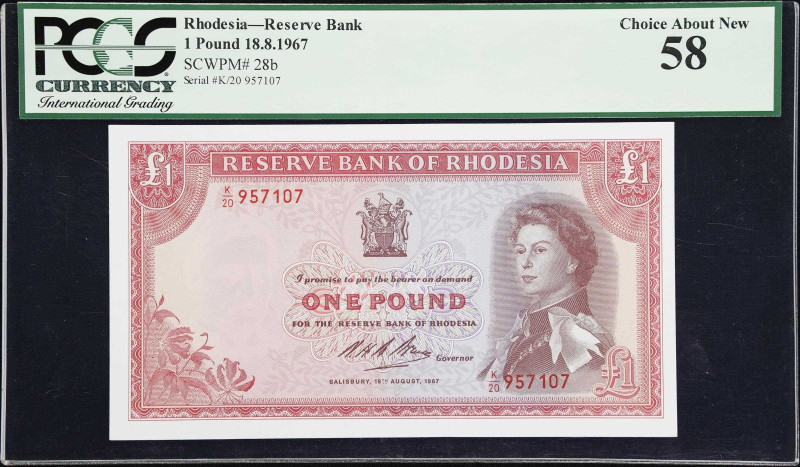 PCGS
CURRENCY
International Grading
Rhodesia—Reserve Bank
1 Pound 18.8.1967
SCWPM# 28b
Serial #K/20 957107
Choice About New
58
£1 RESERVE BANK OF RHODESIA £1
K/20 957107
I promise to pay the bearer on demand
ONE POUND
FOR THE RESERVE BANK OF RHODESIA
Governor
SALISBURY, 18TH AUGUST, 1967
K/20 957107
£1